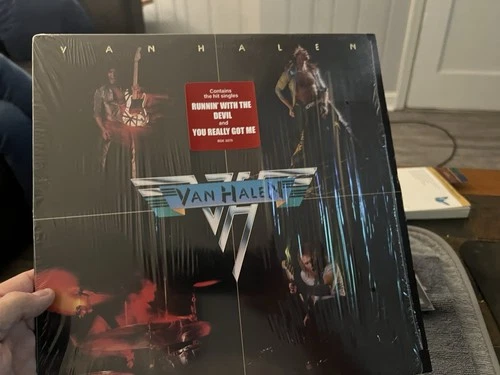 VAN HALEN
Contains
the hit singles
RUNNIN' WITH THE
DEVIL
and
YOU REALLY GOT ME
VAN HALEN